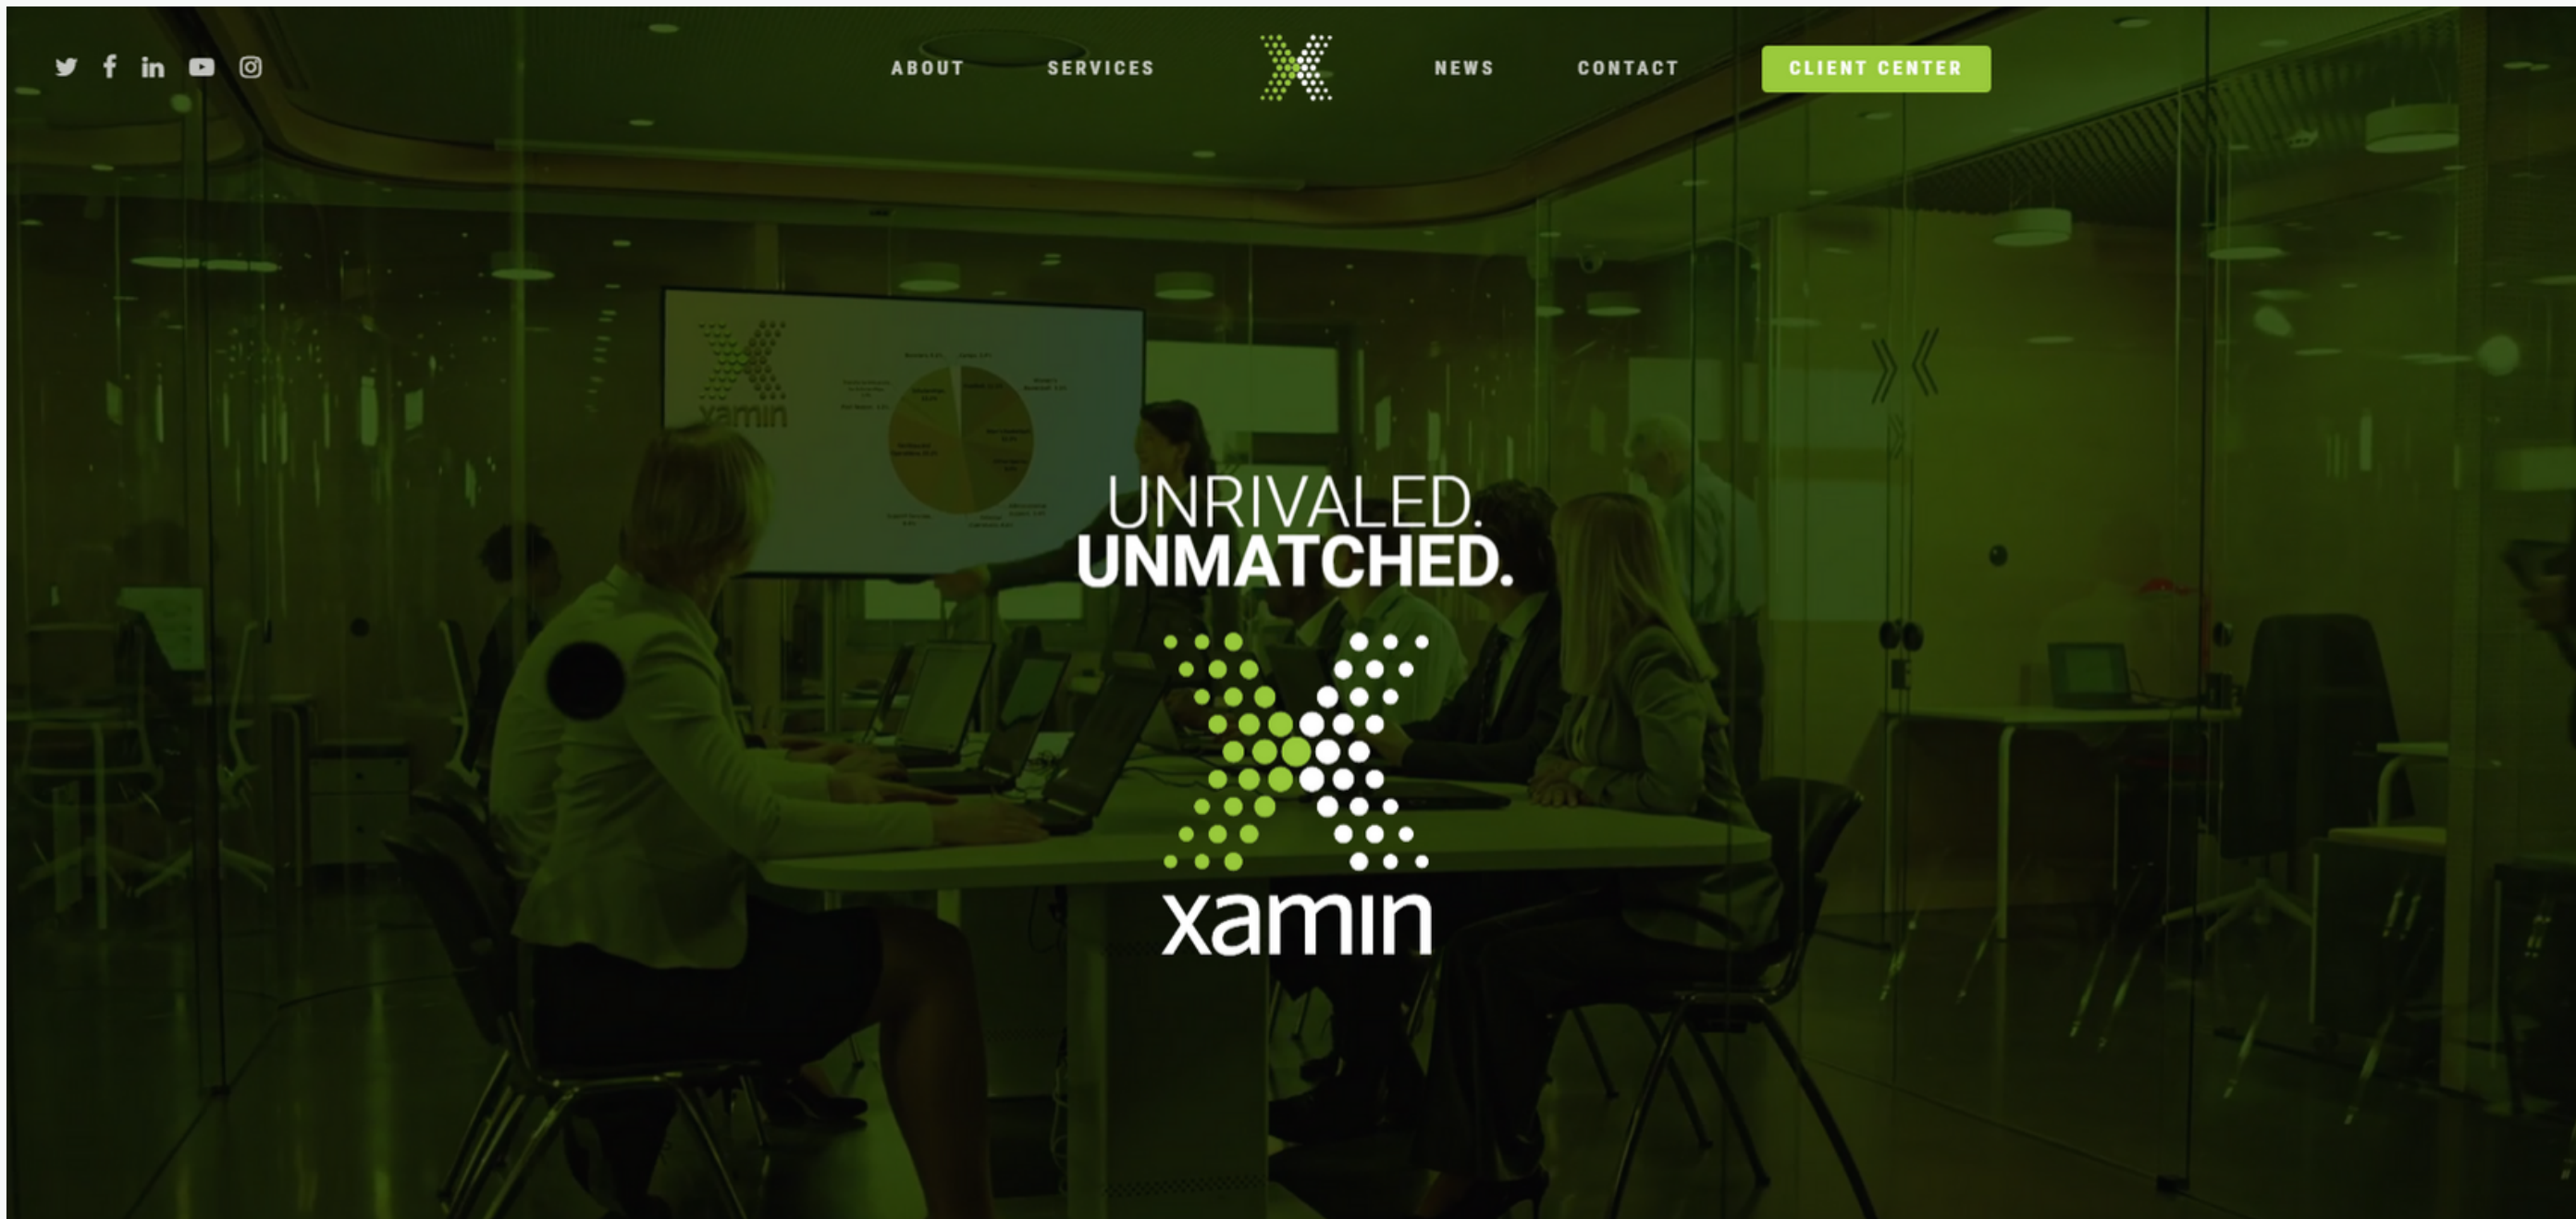 ABOUT
SERVICES
NEWS
CONTACT
CLIENT CENTER
xamin
UNRIVALED.
UNMATCHED.
xamin